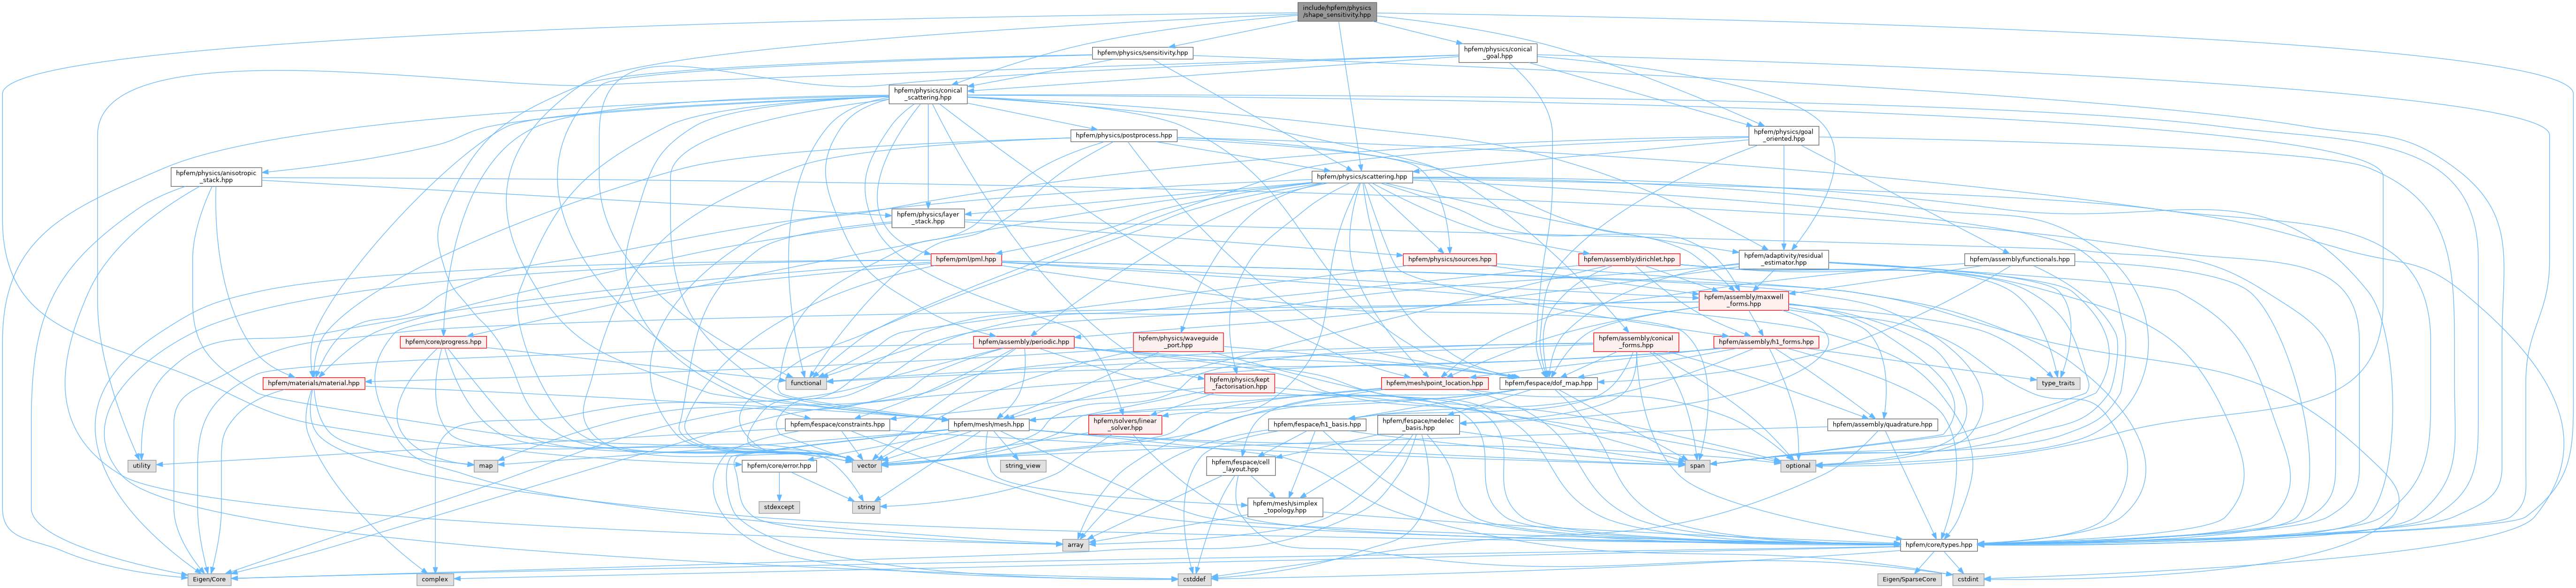 include/hpfem/physics
/shape_sensitivity.hpp
hpfem/physics/sensitivity.hpp
hpfem/physics/conical
_goal.hpp
hpfem/physics/conical
_scattering.hpp
hpfem/physics/postprocess.hpp
hpfem/physics/goal
_oriented.hpp
hpfem/physics/anisotropic
_stack.hpp
hpfem/physics/scattering.hpp
hpfem/physics/layer
_stack.hpp
hpfem/pml/pml.hpp
hpfem/physics/sources.hpp
hpfem/assembly/dirichlet.hpp
hpfem/adaptivity/residual
_estimator.hpp
hpfem/assembly/functionals.hpp
hpfem/assembly/maxwell
_forms.hpp
hpfem/core/progress.hpp
hpfem/assembly/periodic.hpp
hpfem/physics/waveguide
_port.hpp
hpfem/assembly/conical
_forms.hpp
hpfem/assembly/h1_forms.hpp
hpfem/materials/material.hpp
functional
hpfem/physics/kept
_factorisation.hpp
hpfem/mesh/point_location.hpp
hpfem/fespace/dof_map.hpp
type_traits
hpfem/fespace/constraints.hpp
hpfem/mesh/mesh.hpp
hpfem/solvers/linear
_solver.hpp
hpfem/fespace/h1_basis.hpp
hpfem/fespace/nedelec
_basis.hpp
hpfem/assembly/quadrature.hpp
utility
map
hpfem/core/error.hpp
vector
string_view
hpfem/fespace/cell
_layout.hpp
span
optional
stdexcept
string
hpfem/mesh/simplex
_topology.hpp
array
hpfem/core/types.hpp
Eigen/Core
complex
cstddef
Eigen/SparseCore
cstdint